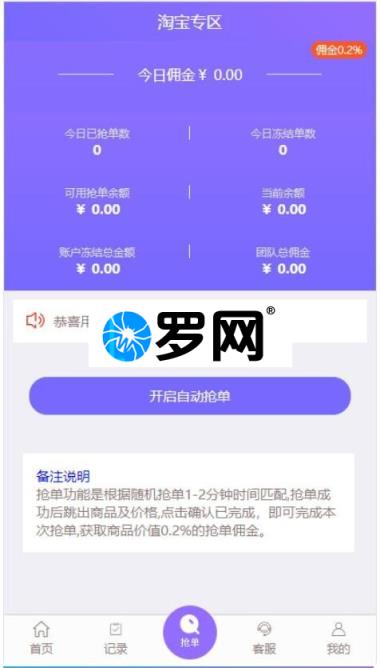 淘宝专区
佣金0.2%
今日佣金¥ 0.00
今日已抢单数 今日冻结单数
0 0
可用抢单余额 当前余额
¥ 0.00 ¥ 0.00
账户冻结总金额 团队总佣金
¥ 0.00 ¥ 0.00
恭喜用
罗网®
开启自动抢单
备注说明
抢单功能是根据随机抢单1-2分钟时间匹配,抢单成
功后跳出商品及价格,点击确认已完成，即可完成本
次抢单,获取商品价值0.2%的抢单佣金。
首页 记录 抢单 客服 我的